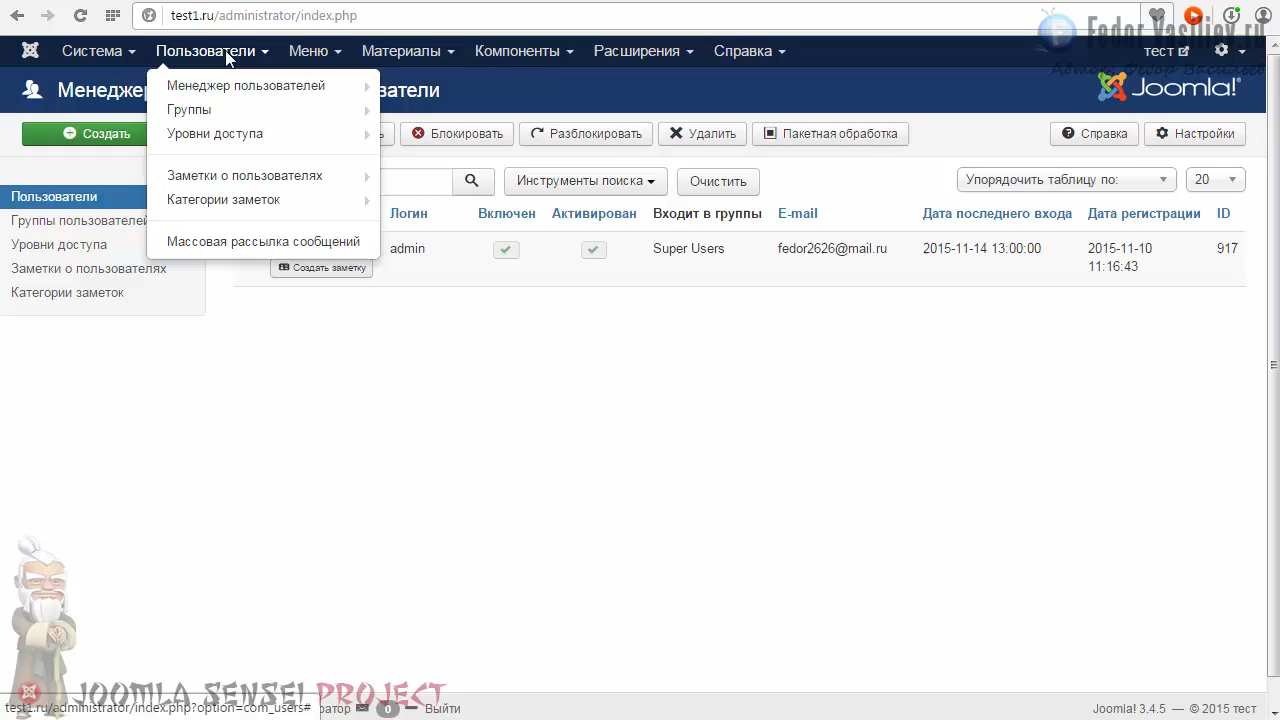 test1.ru/administrator/index.php
Fedor Vasiliev.ru
Система Пользователи Меню Материалы Компоненты Расширения Справка тест
Автор: Федор Васильев
Менеджер пользователей
Группы
Уровни доступа
Заметки о пользователях
Категории заметок
Массовая рассылка сообщений
Joomla!®
Создать Блокировать Разблокировать Удалить Пакетная обработка Справка Настройки
Инструменты поиска Очистить Упорядочить таблицу по: 20
Пользователи
Группы пользователей
Уровни доступа
Заметки о пользователях
Категории заметок
Логин Включен Активирован Входит в группы E-mail Дата последнего входа Дата регистрации ID
admin Super Users fedor2626@mail.ru 2015-11-14 13:00:00 2015-11-10 11:16:43 917
Создать заметку
JOOMLA SENSEI PROJECT
test1.ru/administrator/index.php?option=com_users#
0 Выйти
Joomla! 3.4.5 — © 2015 тест